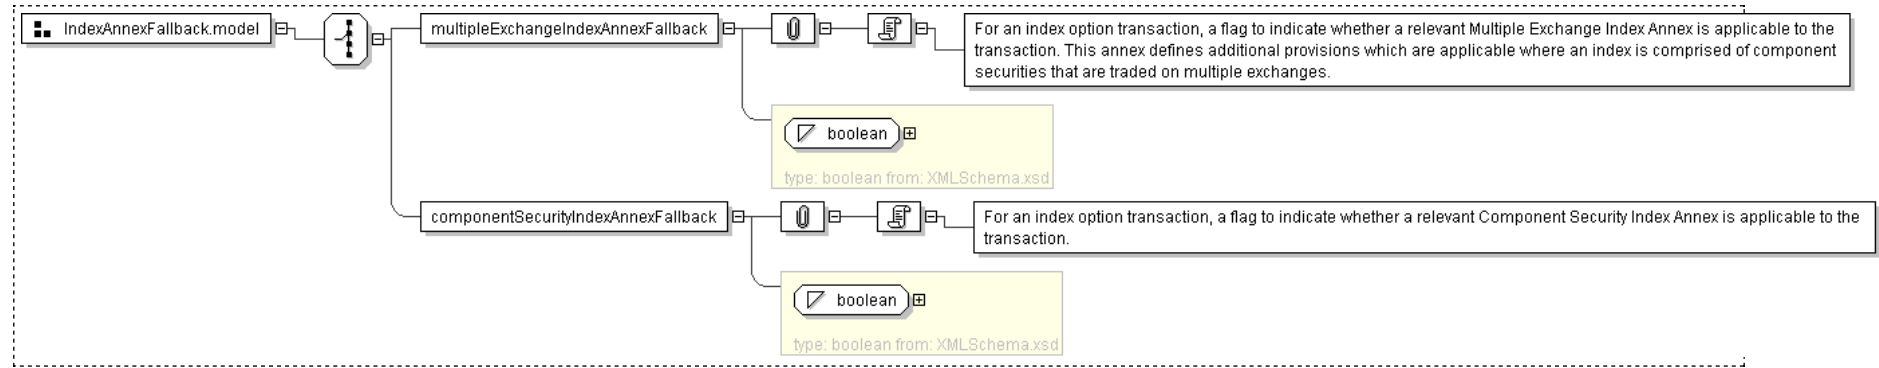 IndexAnnexFallback.model
multipleExchangeIndexAnnexFallback
For an index option transaction, a flag to indicate whether a relevant Multiple Exchange Index Annex is applicable to the
transaction. This annex defines additional provisions which are applicable where an index is comprised of component
securities that are traded on multiple exchanges.
boolean
type: boolean from: XMLSchema.xsd
componentSecurityIndexAnnexFallback
For an index option transaction, a flag to indicate whether a relevant Component Security Index Annex is applicable to the
transaction.
boolean
type: boolean from: XMLSchema.xsd